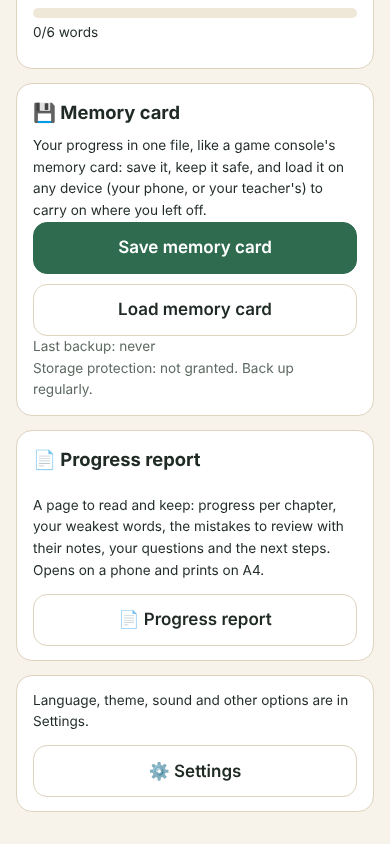 0/6 words
💾 Memory card
Your progress in one file, like a game console's
memory card: save it, keep it safe, and load it on
any device (your phone, or your teacher's) to
carry on where you left off.
Save memory card
Load memory card
Last backup: never
Storage protection: not granted. Back up
regularly.
📄 Progress report
A page to read and keep: progress per chapter,
your weakest words, the mistakes to review with
their notes, your questions and the next steps.
Opens on a phone and prints on A4.
📄 Progress report
Language, theme, sound and other options are in
Settings.
⚙️ Settings